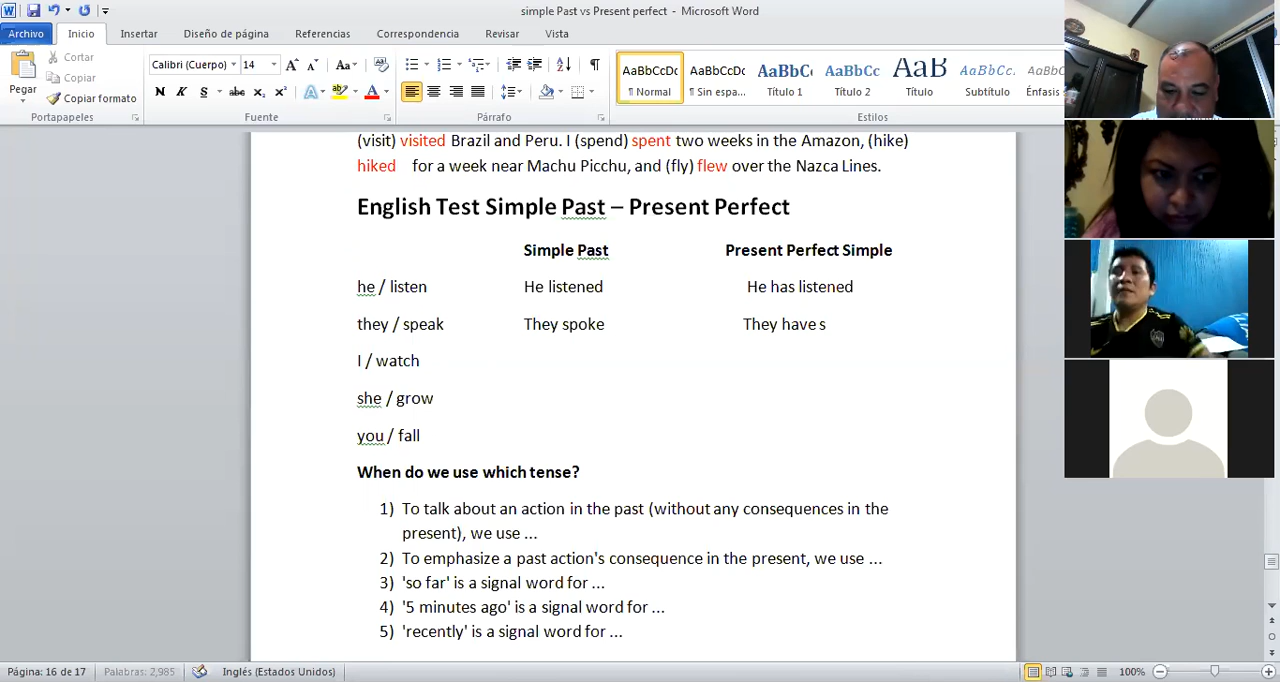 simple Past vs Present perfect - Microsoft Word
Archivo Inicio Insertar Diseño de página Referencias Correspondencia Revisar Vista
Pegar Cortar Copiar Copiar formato
Calibri (Cuerpo) 14
AaBbCcDc AaBbCcDc AaBbC AaBbCc AaB AaBbCc. AaBbC
¶ Normal ¶ Sin espa... Título 1 Título 2 Título Subtítulo Énfasis
Portapapeles Fuente Párrafo Estilos
(visit) visited Brazil and Peru. I (spend) spent two weeks in the Amazon, (hike)
hiked for a week near Machu Picchu, and (fly) flew over the Nazca Lines.
English Test Simple Past – Present Perfect
Simple Past Present Perfect Simple
he / listen He listened He has listened
they / speak They spoke They have s
I / watch
she / grow
you / fall
When do we use which tense?
1) To talk about an action in the past (without any consequences in the
present), we use ...
2) To emphasize a past action's consequence in the present, we use ...
3) 'so far' is a signal word for ...
4) '5 minutes ago' is a signal word for ...
5) 'recently' is a signal word for ...
Página: 16 de 17 Palabras: 2,985 Inglés (Estados Unidos) 100%